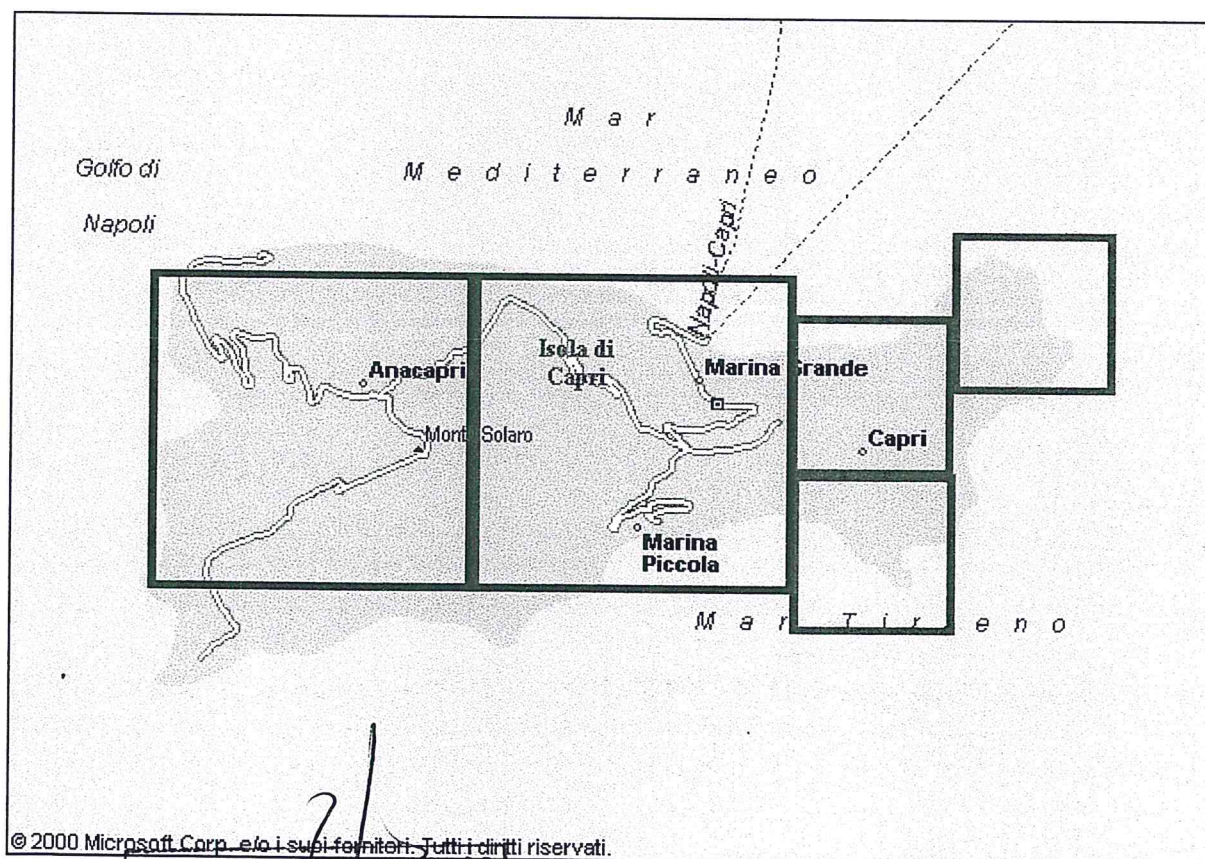 Mar
Mediterraneo
Golfo di
Napoli
Napoli-Capri
Isola di
Capri
Anacapri
Marina Grande
Monte Solaro
Capri
Marina
Piccola
Mar Tirreno
© 2000 Microsoft Corp. e/o i suoi fornitori. Tutti i diritti riservati.